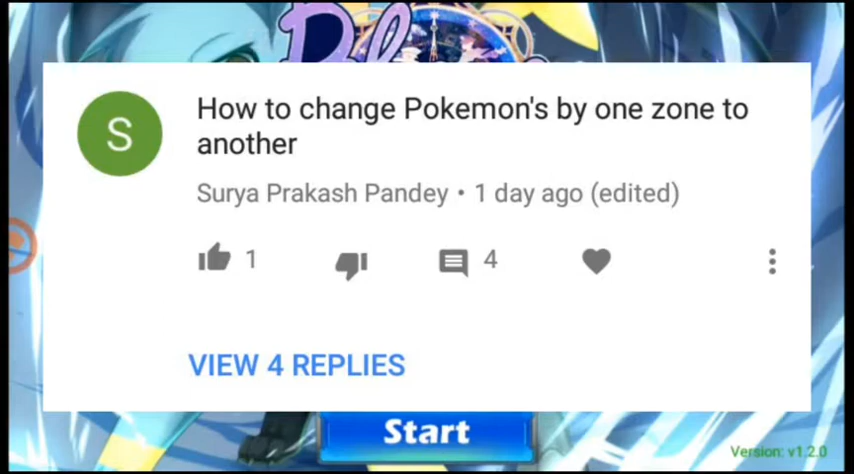 S
How to change Pokemon's by one zone to
another
Surya Prakash Pandey • 1 day ago (edited)
1
4
VIEW 4 REPLIES
Start
Version: v1.2.0